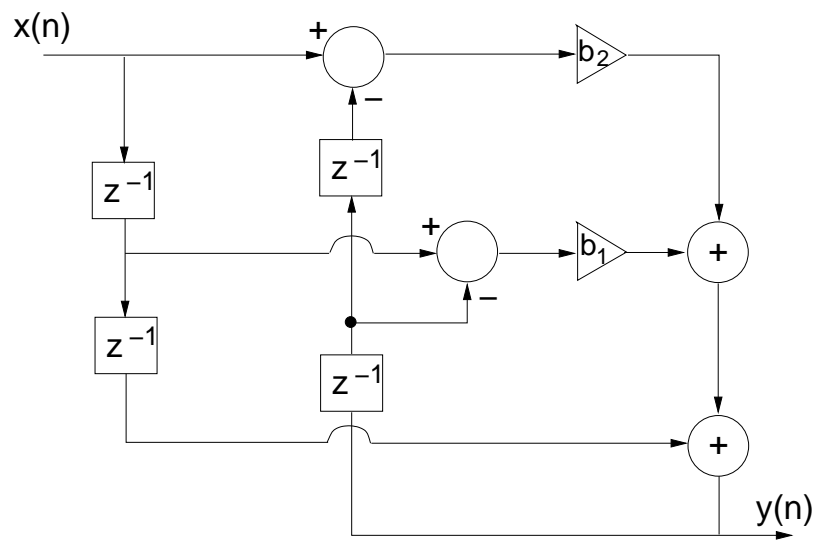 x(n)
+
−
b₂
z⁻¹
z⁻¹
+
−
b₁
+
z⁻¹
z⁻¹
+
y(n)